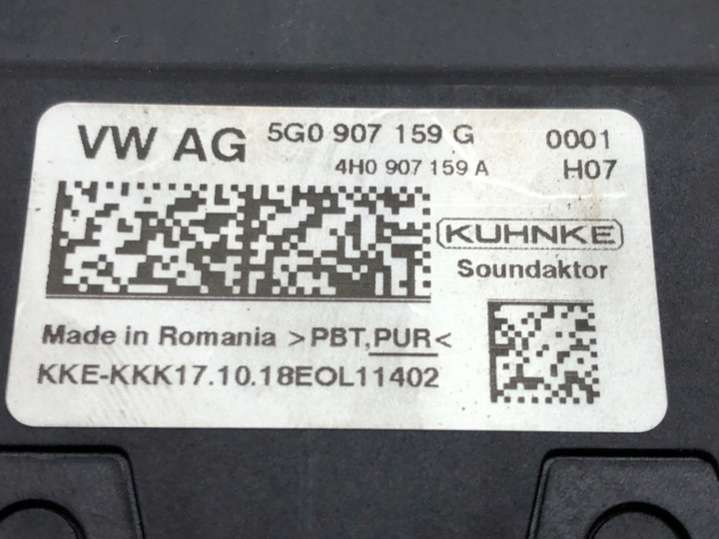 VW AG 5G0 907 159 G 0001
4H0 907 159 A H07
KUHNKE
Soundaktor
Made in Romania >PBT,PUR<
KKE-KKK17.10.18EOL11402